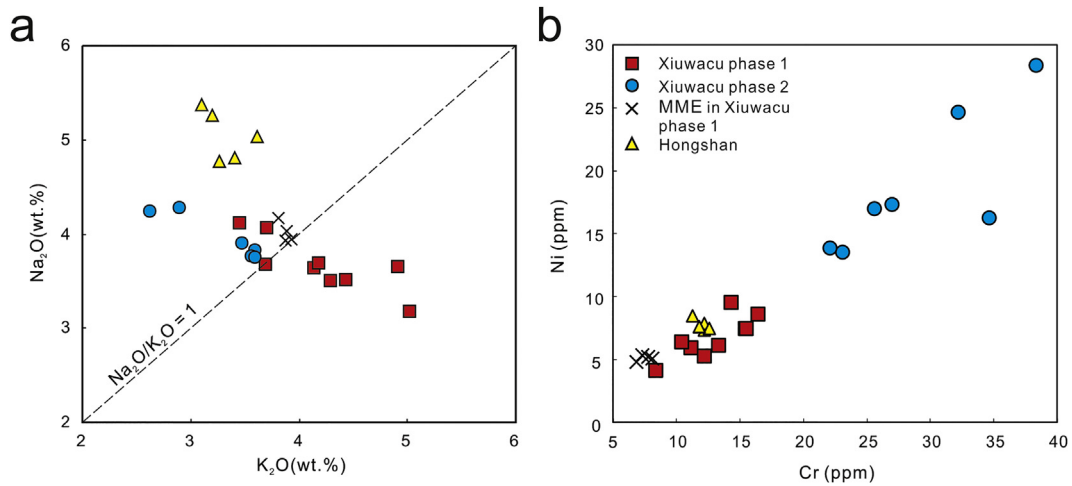 a
6
5
4
3
2
2
3
4
5
6
Na₂O(wt.%)
Na₂O/K₂O = 1
K₂O(wt.%)
b
30
25
20
15
10
5
0
5
10
15
20
25
30
35
40
Ni (ppm)
Cr (ppm)
Xiuwacu phase 1
Xiuwacu phase 2
MME in Xiuwacu
phase 1
Hongshan